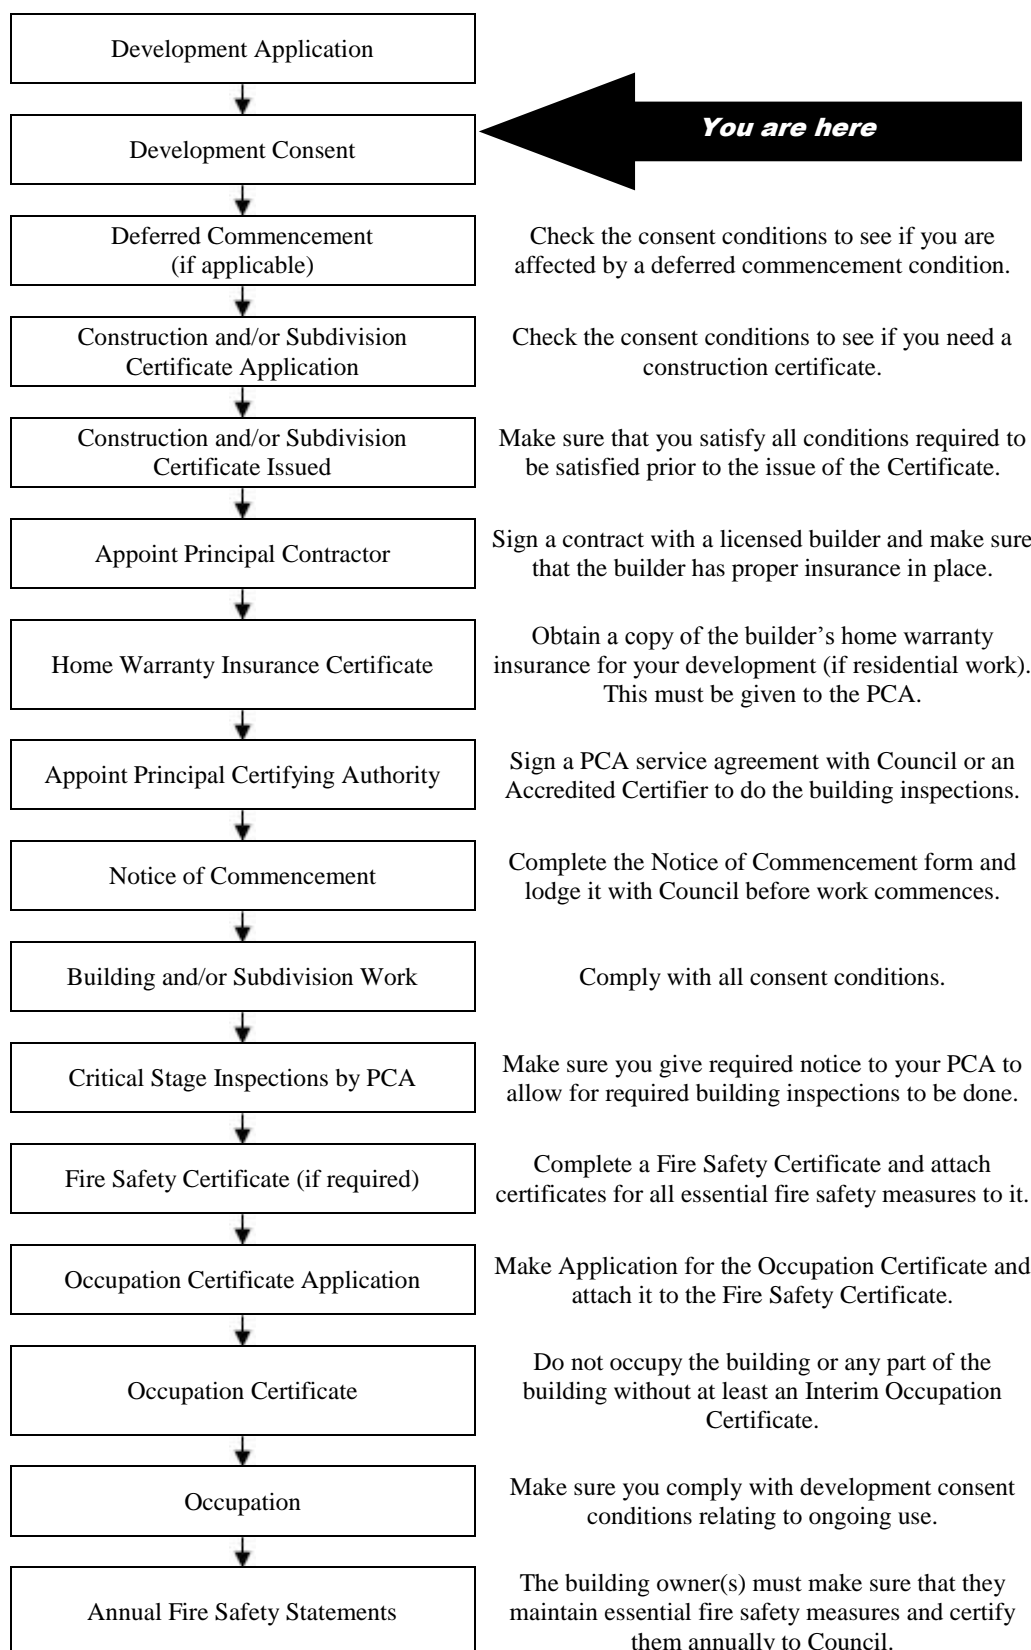 Development Application
Development Consent
You are here
Deferred Commencement
(if applicable)
Check the consent conditions to see if you are
affected by a deferred commencement condition.
Construction and/or Subdivision
Certificate Application
Check the consent conditions to see if you need a
construction certificate.
Construction and/or Subdivision
Certificate Issued
Make sure that you satisfy all conditions required to
be satisfied prior to the issue of the Certificate.
Appoint Principal Contractor
Sign a contract with a licensed builder and make sure
that the builder has proper insurance in place.
Home Warranty Insurance Certificate
Obtain a copy of the builder’s home warranty
insurance for your development (if residential work).
This must be given to the PCA.
Appoint Principal Certifying Authority
Sign a PCA service agreement with Council or an
Accredited Certifier to do the building inspections.
Notice of Commencement
Complete the Notice of Commencement form and
lodge it with Council before work commences.
Building and/or Subdivision Work
Comply with all consent conditions.
Critical Stage Inspections by PCA
Make sure you give required notice to your PCA to
allow for required building inspections to be done.
Fire Safety Certificate (if required)
Complete a Fire Safety Certificate and attach
certificates for all essential fire safety measures to it.
Occupation Certificate Application
Make Application for the Occupation Certificate and
attach it to the Fire Safety Certificate.
Occupation Certificate
Do not occupy the building or any part of the
building without at least an Interim Occupation
Certificate.
Occupation
Make sure you comply with development consent
conditions relating to ongoing use.
Annual Fire Safety Statements
The building owner(s) must make sure that they
maintain essential fire safety measures and certify
them annually to Council.